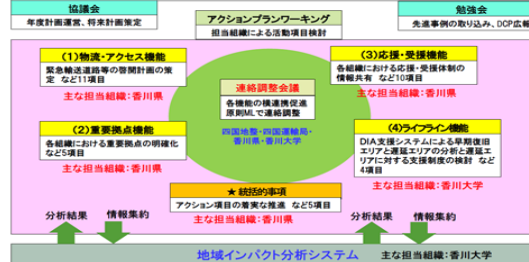 協議会
年度計画運営、将来計画策定
アクションプランワーキング
担当組織による活動項目検討
勉強会
先進事例の取り込み、DCP広報
(1)物流・アクセス機能
緊急輸送道路等の啓開計画の策
定 など11項目
主な担当組織:香川県
(2)重要拠点機能
各組織における重要拠点の明確化
など5項目
主な担当組織:香川県
連絡調整会議
各機能の横連携促進
原則MLで連絡調整
四国地整・四国運輸局・
香川県・香川大学
(3)応援・受援機能
各組織における応援・受援体制の
情報共有 など10項目
主な担当組織:香川県
(4)ライフライン機能
DIA支援システムによる早期復旧
エリアと遅延エリアの分析と遅延エ
リアに対する支援制度の検討 など
4項目
主な担当組織:香川大学
★ 統括的事項
アクション項目の着実な推進 など5項目
主な担当組織:香川県
分析結果
情報集約
分析結果
情報集約
地域インパクト分析システム 主な担当組織:香川大学